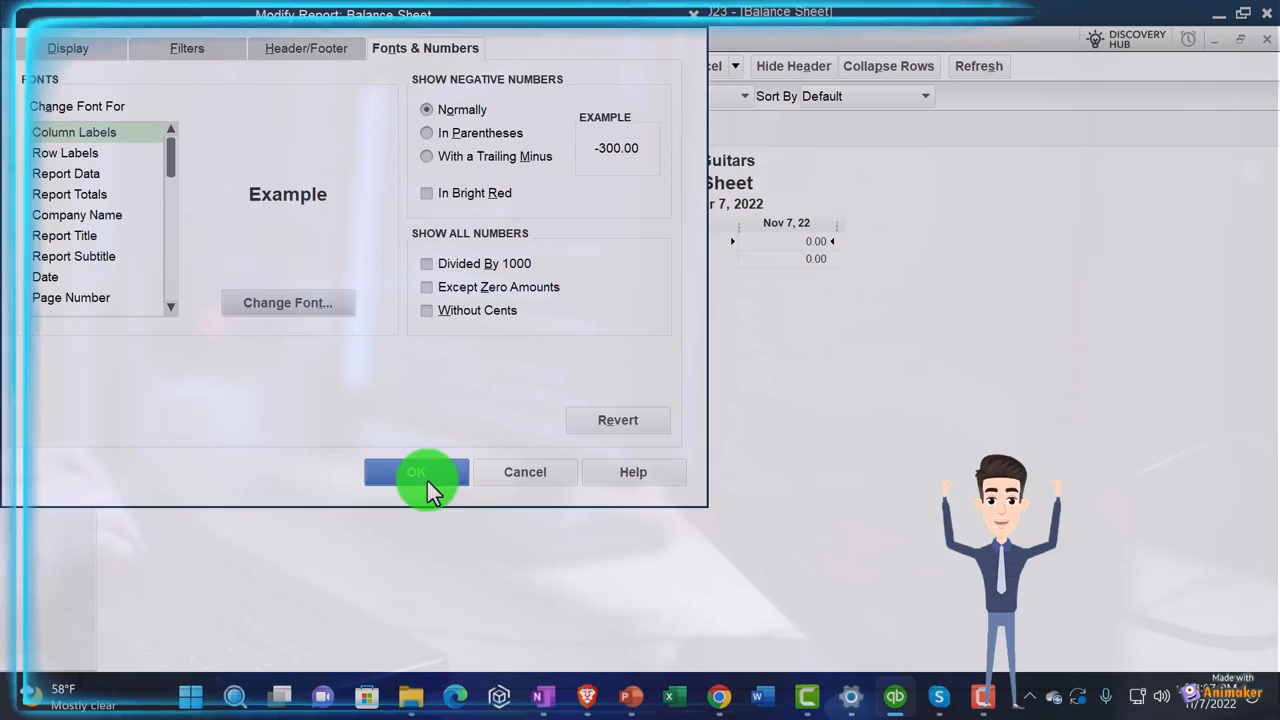 Modify Report: Balance Sheet
023 - [Balance Sheet]
DISCOVERY
HUB
Display
Filters
Header/Footer
Fonts & Numbers
cel
Hide Header
Collapse Rows
Refresh
Sort By Default
FONTS
Change Font For
Column Labels
Row Labels
Report Data
Report Totals
Company Name
Report Title
Report Subtitle
Date
Page Number
Example
Change Font...
SHOW NEGATIVE NUMBERS
Normally
In Parentheses
With a Trailing Minus
In Bright Red
EXAMPLE
-300.00
SHOW ALL NUMBERS
Divided By 1000
Except Zero Amounts
Without Cents
Revert
OK
Cancel
Help
Guitars
Sheet
r 7, 2022
Nov 7, 22
0.00
0.00
58°F
Mostly clear
Made with
Animaker
11/7/2022